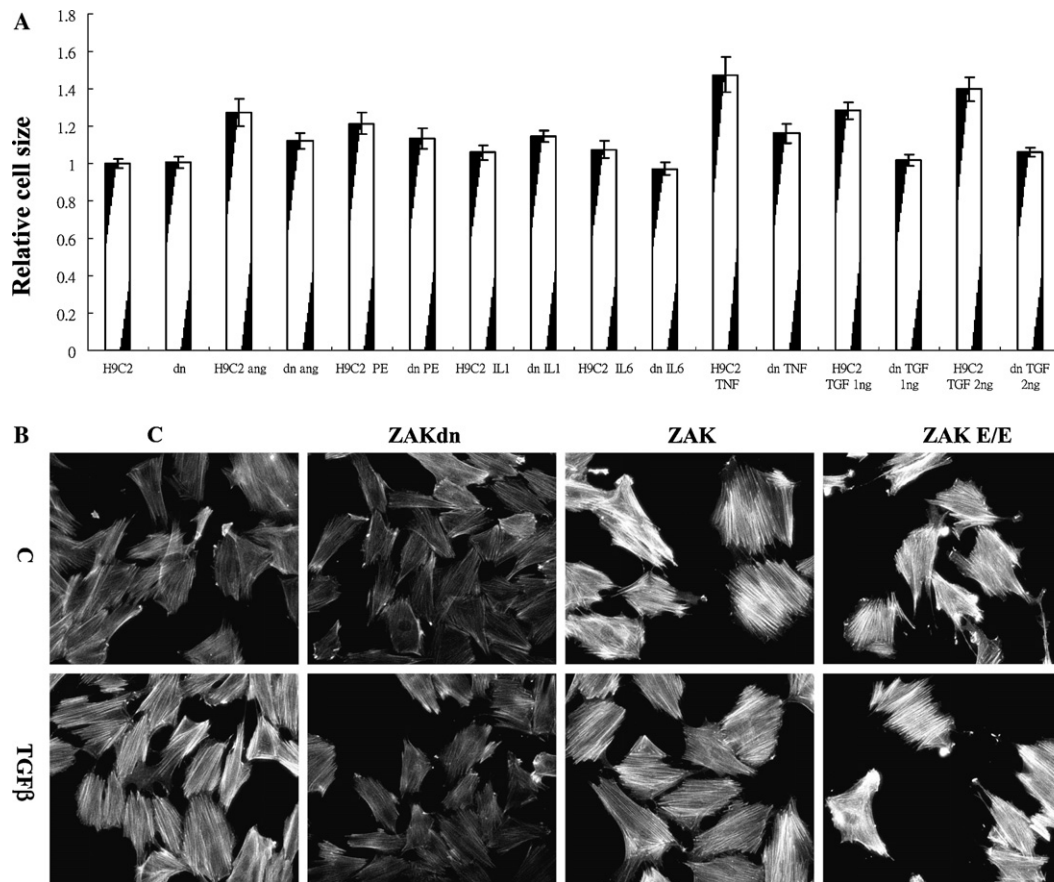 A
1.8
1.6
1.4
1.2
1
0.8
0.6
0.4
0.2
0
Relative cell size
H9C2
dn
H9C2 ang
dn ang
H9C2 PE
dn PE
H9C2 IL1
dn IL1
H9C2 IL6
dn IL6
H9C2
TNF
dn TNF
H9C2
TGF 1ng
dn TGF
1ng
H9C2
TGF 2ng
dn TGF
2ng
B
C
ZAKdn
ZAK
ZAK E/E
C
TGFβ